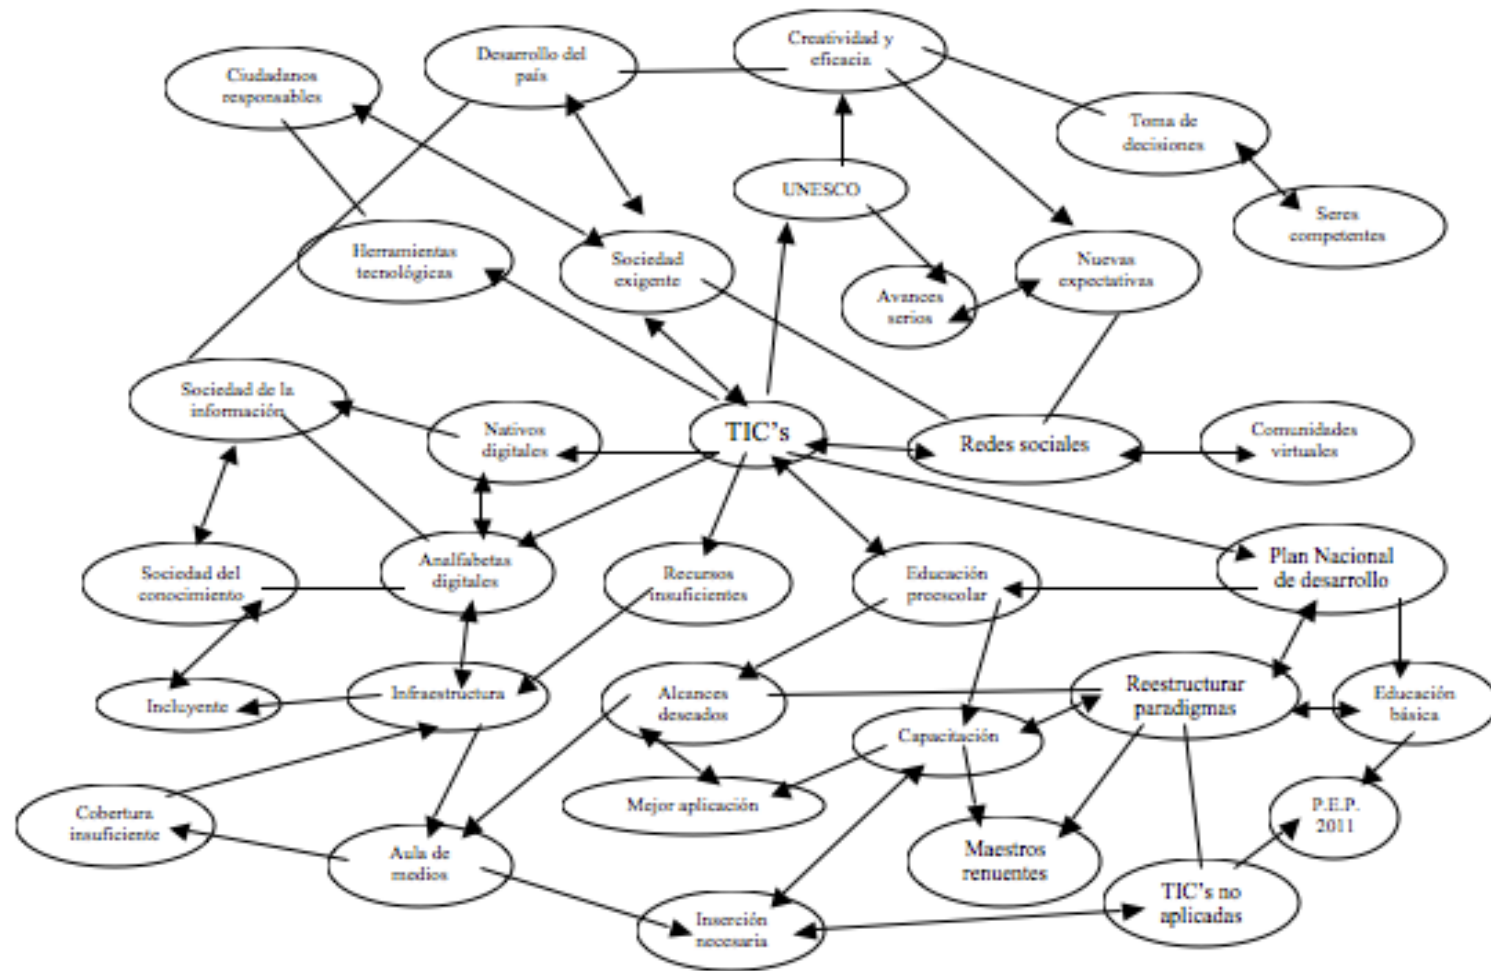 Creatividad y
eficacia
Desarrollo del
país
Ciudadanos
responsables
Toma de
decisiones
UNESCO
Seres
competentes
Herramientas
tecnológicas
Sociedad
exigente
Nuevas
expectativas
Avances
serios
Sociedad de la
información
Nativos
digitales
TIC's
Redes sociales
Comunidades
virtuales
Sociedad del
conocimiento
Analfabetas
digitales
Recursos
insuficientes
Educación
preescolar
Plan Nacional
de desarrollo
Incluyente
Infraestructura
Alcances
deseados
Capacitación
Reestructurar
paradigmas
Educación
básica
Cobertura
insuficiente
Mejor aplicación
P.E.P.
2011
Aula de
medios
Maestros
renuentes
TIC's no
aplicadas
Inserción
necesaria